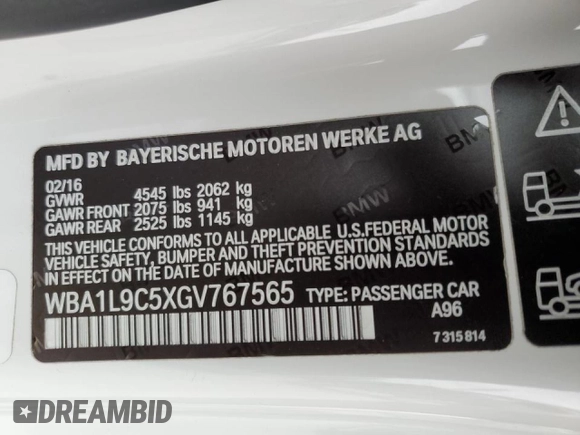 MFD BY BAYERISCHE MOTOREN WERKE AG
02/16
GVWR 4545 lbs 2062 kg
GAWR FRONT 2075 lbs 941 kg
GAWR REAR 2525 lbs 1145 kg
THIS VEHICLE CONFORMS TO ALL APPLICABLE U.S.FEDERAL MOTOR
VEHICLE SAFETY, BUMPER AND THEFT PREVENTION STANDARDS
IN EFFECT ON THE DATE OF MANUFACTURE SHOWN ABOVE.
WBA1L9C5XGV767565 TYPE: PASSENGER CAR
A96
7 315 814
BMW
BMW
BMW
DREAMBID